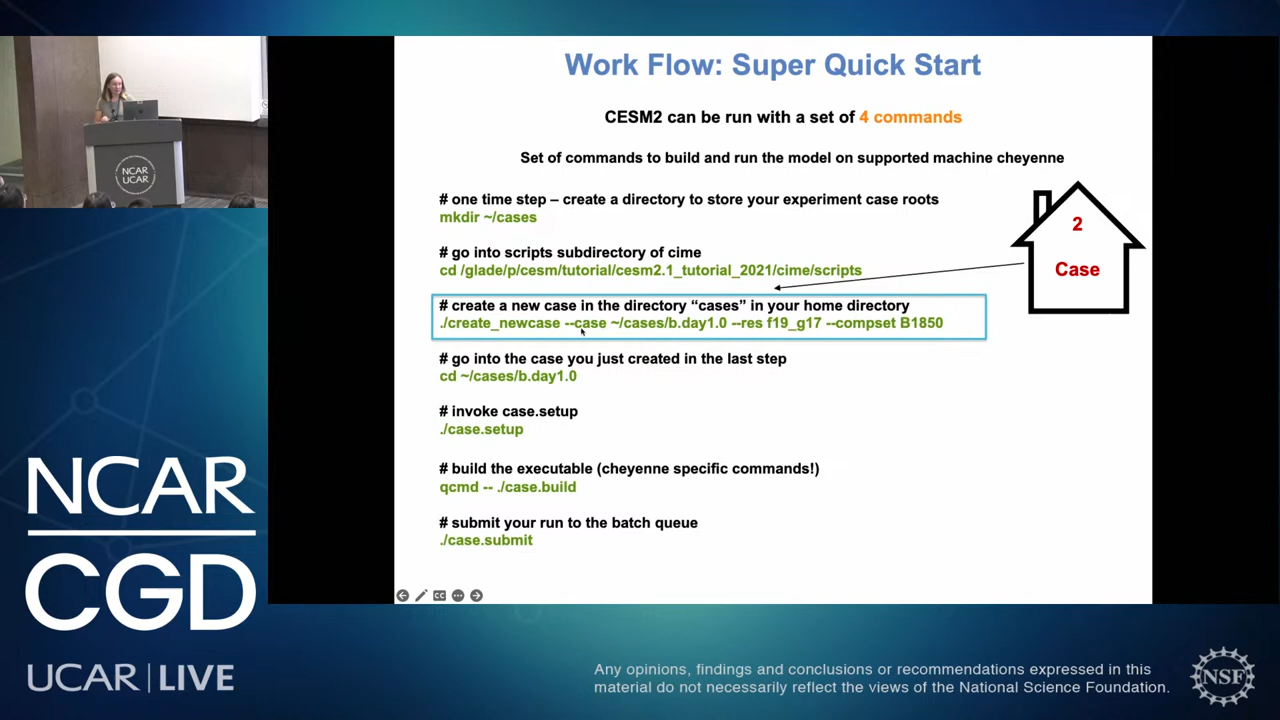 Work Flow: Super Quick Start
CESM2 can be run with a set of 4 commands
Set of commands to build and run the model on supported machine cheyenne
# one time step – create a directory to store your experiment case roots
mkdir ~/cases
# go into scripts subdirectory of cime
cd /glade/p/cesm/tutorial/cesm2.1_tutorial_2021/cime/scripts
# create a new case in the directory “cases” in your home directory
./create_newcase --case ~/cases/b.day1.0 --res f19_g17 --compset B1850
# go into the case you just created in the last step
cd ~/cases/b.day1.0
# invoke case.setup
./case.setup
# build the executable (cheyenne specific commands!)
qcmd -- ./case.build
# submit your run to the batch queue
./case.submit
2
Case
CC
NCAR
UCAR
NCAR
CGD
UCAR | LIVE
Any opinions, findings and conclusions or recommendations expressed in this
material do not necessarily reflect the views of the National Science Foundation.
NSF